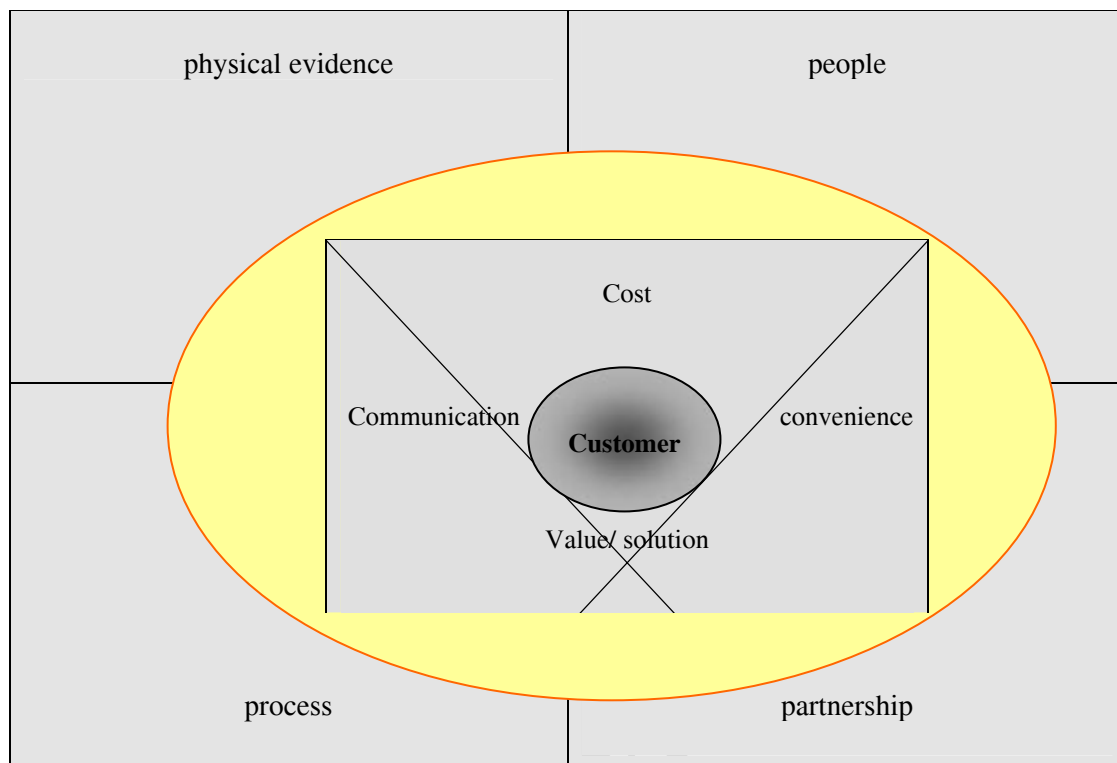 physical evidence
people
Cost
Communication
convenience
Customer
Value/ solution
process
partnership